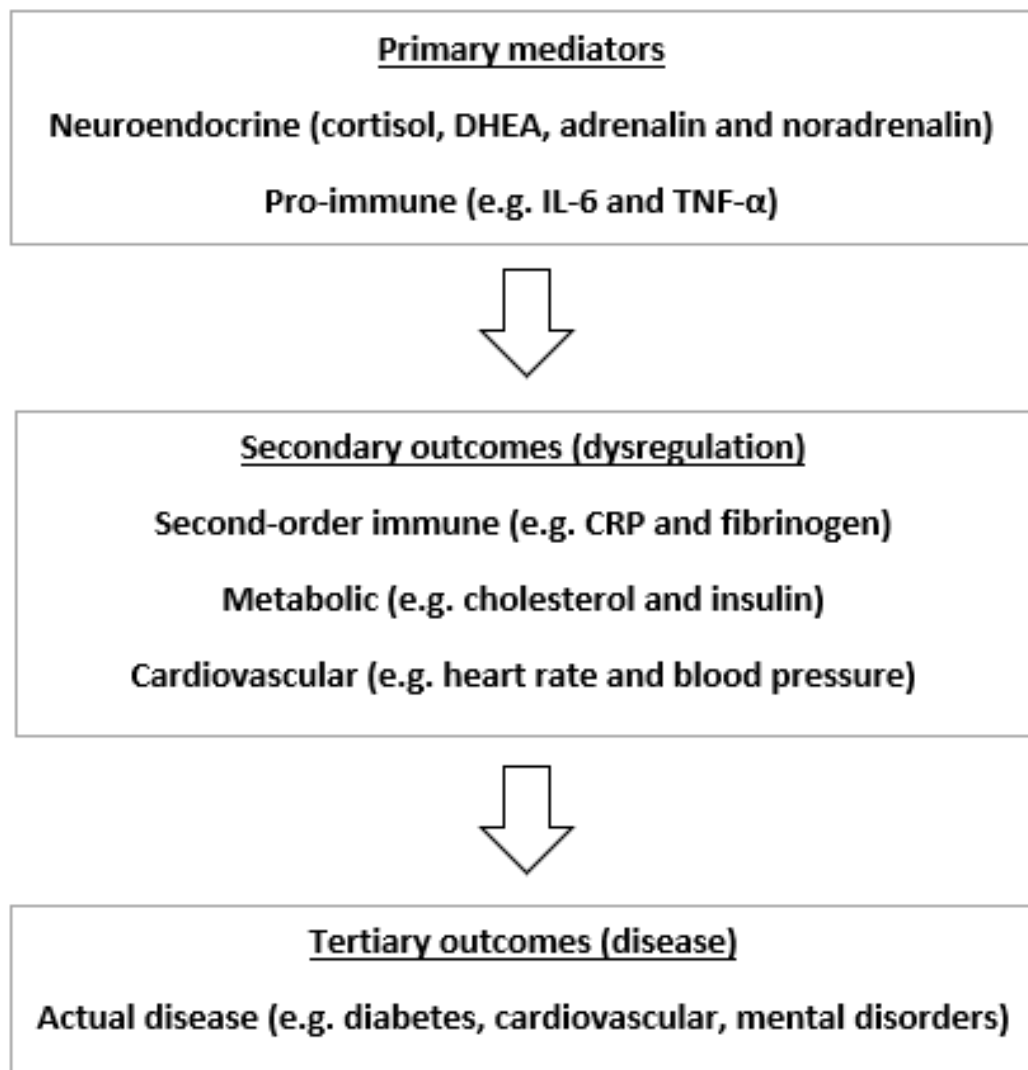 Primary mediators
Neuroendocrine (cortisol, DHEA, adrenalin and noradrenalin)
Pro-immune (e.g. IL-6 and TNF-α)
Secondary outcomes (dysregulation)
Second-order immune (e.g. CRP and fibrinogen)
Metabolic (e.g. cholesterol and insulin)
Cardiovascular (e.g. heart rate and blood pressure)
Tertiary outcomes (disease)
Actual disease (e.g. diabetes, cardiovascular, mental disorders)